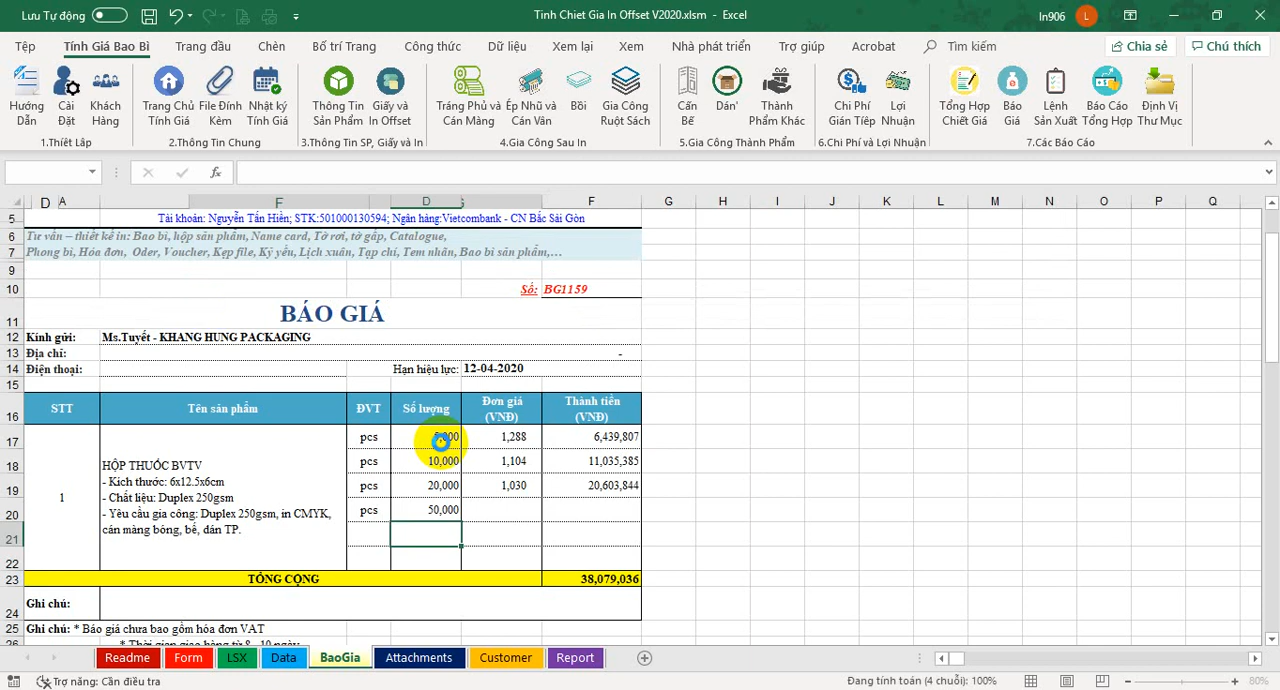 Lưu Tự động
Tinh Chiet Gia In Offset V2020.xlsm - Excel
In906
L
Tệp
Tính Giá Bao Bì
Trang đầu
Chèn
Bố trí Trang
Công thức
Dữ liệu
Xem lại
Xem
Nhà phát triển
Trợ giúp
Acrobat
Tìm kiếm
Chia sẻ
Chú thích
Hướng Dẫn
Cài Đặt
Khách Hàng
Trang Chủ Tính Giá
File Đính Kèm
Nhật ký Tính Giá
Thông Tin Sản Phẩm
Giấy và In Offset
Tráng Phủ và Cán Màng
Ép Nhũ và Cán Vân
Bồi
Gia Công Ruột Sách
Cấn Bế
Dán'
Thành Phẩm Khác
Chi Phí Gián Tiếp
Lợi Nhuận
Tổng Hợp Chiết Giá
Báo Giá
Lệnh Sản Xuất
Báo Cáo Tổng Hợp
Định Vị Thư Mục
1.Thiết Lập
2.Thông Tin Chung
3.Thông Tin SP, Giấy và In
4.Gia Công Sau In
5.Gia Công Thành Phẩm
6.Chi Phí và Lợi Nhuận
7.Các Báo Cáo
fx
D A F D F G H I J K L M N O P Q
5 Tài khoản: Nguyễn Tấn Hiền; STK:501000130594; Ngân hàng:Vietcombank - CN Bắc Sài Gòn
6 Tư vấn – thiết kế in: Bao bì, hộp sản phẩm, Name card, Tờ rơi, tờ gấp, Catalogue,
7 Phong bì, Hóa đơn, Oder, Voucher, Kẹp file, Kỷ yếu, Lịch xuân, Tạp chí, Tem nhãn, Bao bì sản phẩm,…
9
10 Số: BG1159
11 BÁO GIÁ
12 Kính gửi: Ms.Tuyết - KHANG HUNG PACKAGING
13 Địa chỉ: -
14 Điện thoại: Hạn hiệu lực: 12-04-2020
15
16 STT Tên sản phẩm ĐVT Số lượng Đơn giá (VNĐ) Thành tiền (VNĐ)
17 pcs 1,288 6,439,807
18 pcs 10,000 1,104 11,035,385
19 pcs 20,000 1,030 20,603,844
20 pcs 50,000
21
22
1
HỘP THUỐC BVTV
- Kích thước: 6x12.5x6cm
- Chất liệu: Duplex 250gsm
- Yêu cầu gia công: Duplex 250gsm, in CMYK,
cán màng bóng, bế, dán TP.
23 TỔNG CỘNG 38,079,036
24 Ghi chú:
25 Ghi chú: * Báo giá chưa bao gồm hóa đơn VAT
26 * Thời gian giao hàng từ 8 - 10 ngày
Readme
Form
LSX
Data
BaoGia
Attachments
Customer
Report
Trợ năng: Cần điều tra
Đang tính toán (4 chuỗi): 100%
80%